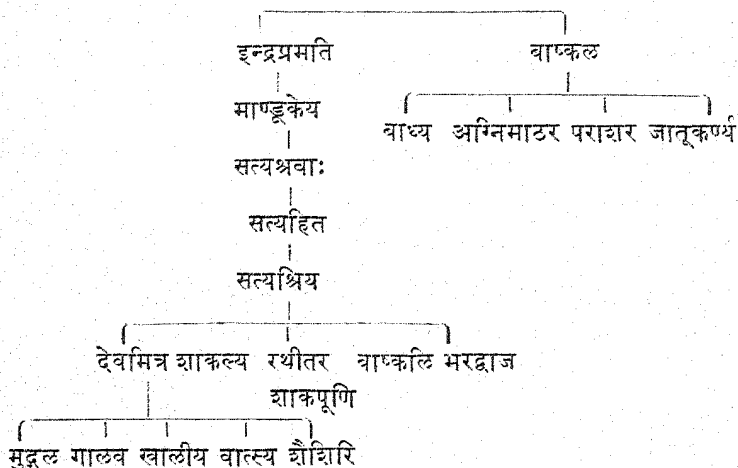 इन्द्रप्रमति वाष्कल
माण्डूकेय
वाध्य अग्निमाठर पराशर जातूकर्ण्य
सत्यश्रवाः
सत्यहित
सत्यश्रिय
देवमित्र शाकल्य रथीतर वाष्कलि भरद्वाज
शाकपूणि
मुद्गल गालव खालीय वात्स्य शैशिरि